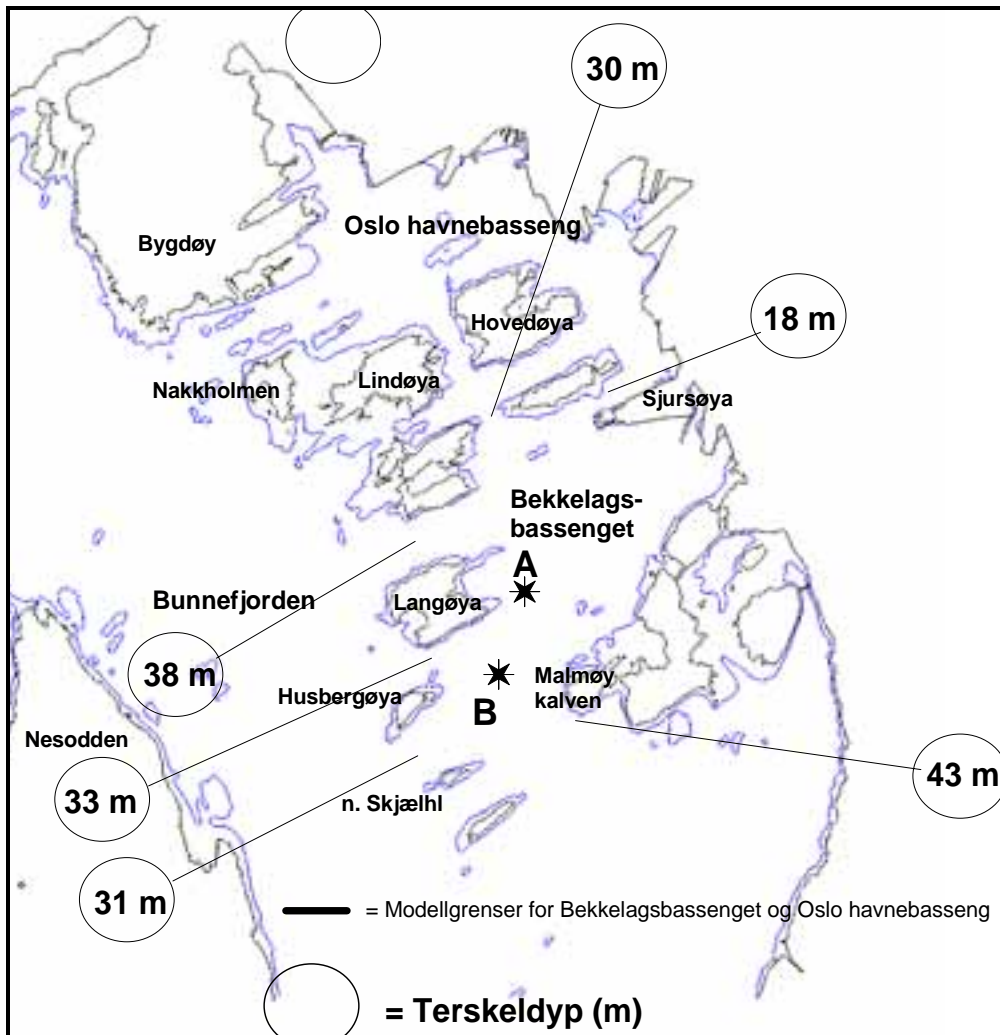 30 m
Oslo havnebasseng
Bygdøy
18 m
Hovedøya
Nakkholmen
Lindøya
Sjursøya
Bekkelags-
bassenget
A
Bunnefjorden
Langøya
38 m
Husbergøya
B
Malmøy
kalven
Nesodden
33 m
n. Skjælhl
43 m
31 m
= Modellgrenser for Bekkelagsbassenget og Oslo havnebasseng
= Terskeldyp (m)